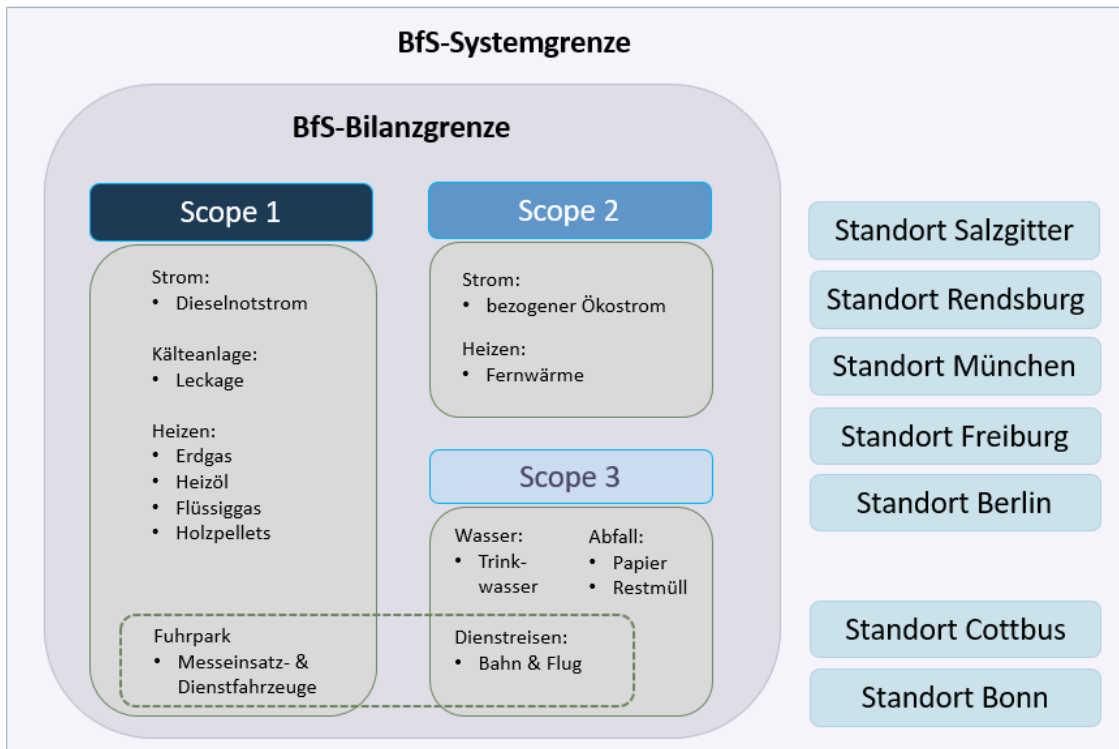 BfS-Systemgrenze
BfS-Bilanzgrenze
Scope 1
Strom:
• Dieselnotstrom
Kälteanlage:
• Leckage
Heizen:
• Erdgas
• Heizöl
• Flüssiggas
• Holzpellets
Fuhrpark
• Messeinsatz- &
Dienstfahrzeuge
Scope 2
Strom:
• bezogener Ökostrom
Heizen:
• Fernwärme
Scope 3
Wasser:
• Trink-
wasser
Abfall:
• Papier
• Restmüll
Dienstreisen:
• Bahn & Flug
Standort Salzgitter
Standort Rendsburg
Standort München
Standort Freiburg
Standort Berlin
Standort Cottbus
Standort Bonn